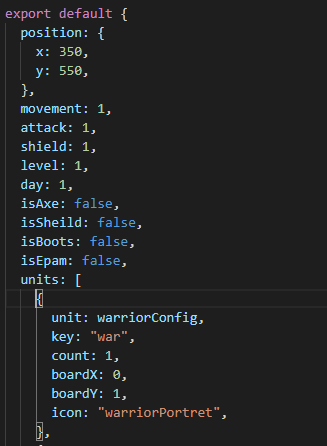 export default {
position: {
x: 350,
y: 550,
},
movement: 1,
attack: 1,
shield: 1,
level: 1,
day: 1,
isAxe: false,
isSheild: false,
isBoots: false,
isEpam: false,
units: [
{
unit: warriorConfig,
key: "war",
count: 1,
boardX: 0,
boardY: 1,
icon: "warriorPortret",
},